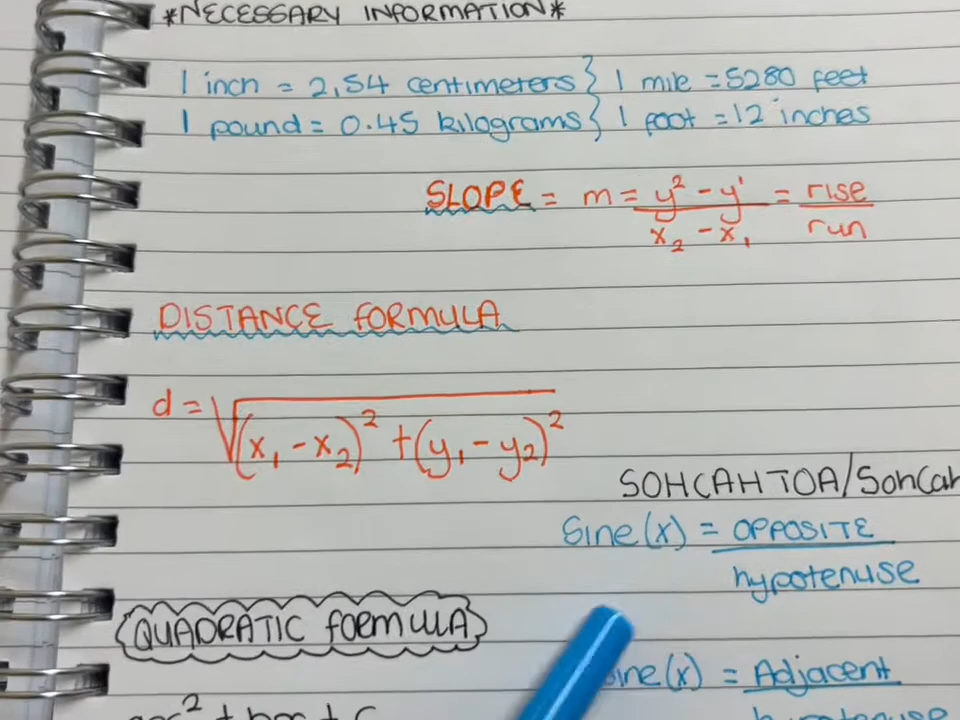 *NECESSARY INFORMATION*
1 inch = 2,54 centimeters } 1 mile = 5280 feet
1 pound = 0.45 kilograms } 1 foot = 12 inches
SLOPE = m = y² - y¹ / x₂ - x₁ = rise / run
DISTANCE FORMULA
d = √(x₁ - x₂)² + (y₁ - y₂)²
SOHCAHTOA/SohCah
Sine(x) = OPPOSITE
hypotenuse
QUADRATIC FORMULA
sine(x) = Adjacent